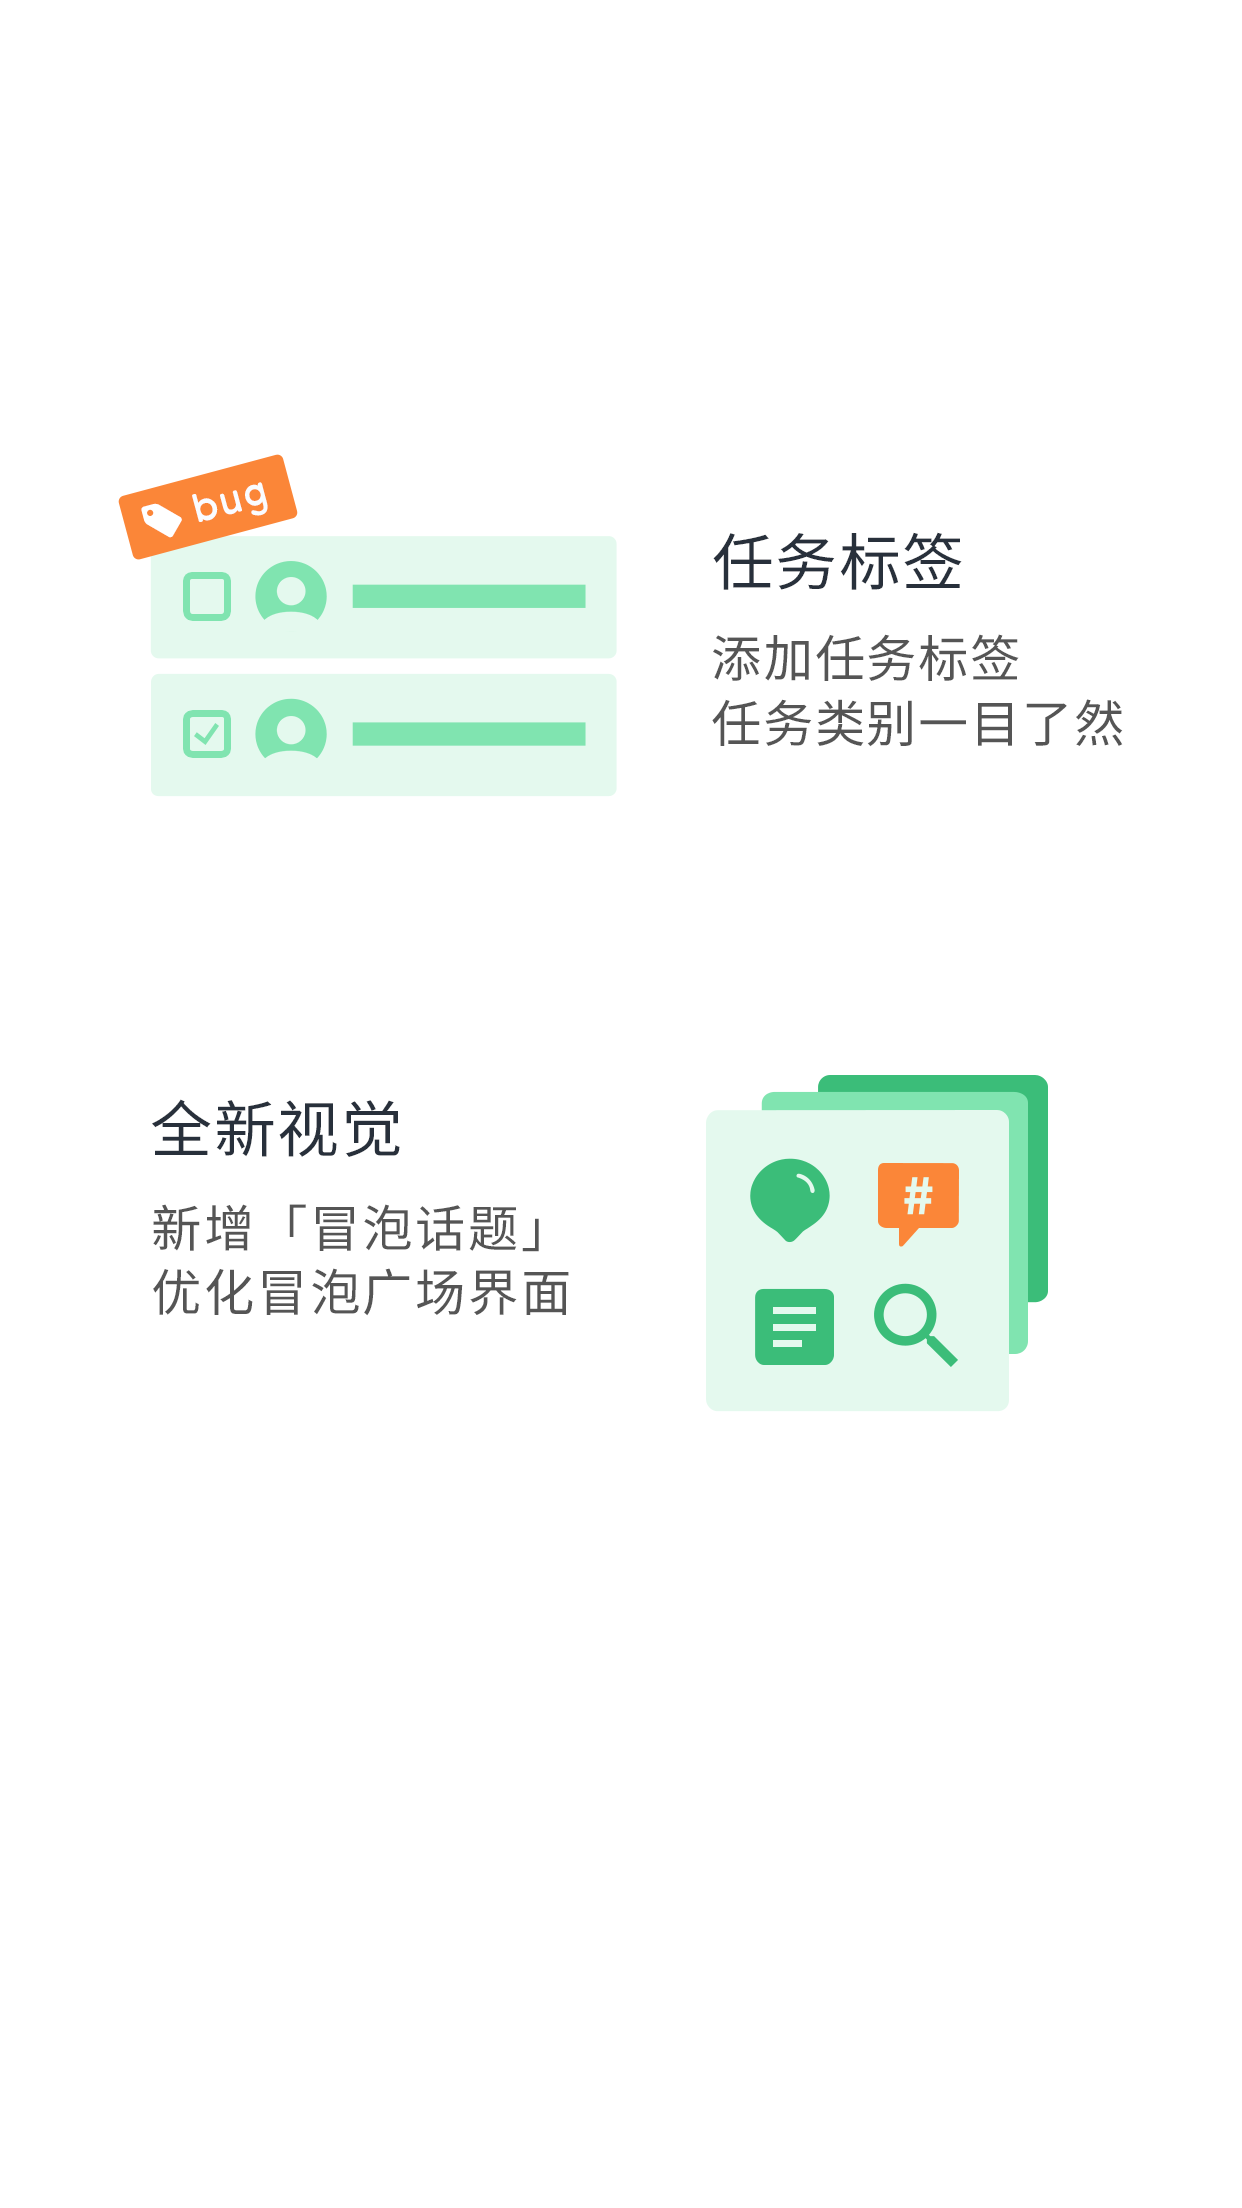 bug
任务标签
添加任务标签
任务类别一目了然
全新视觉
新增「冒泡话题」
优化冒泡广场界面
#